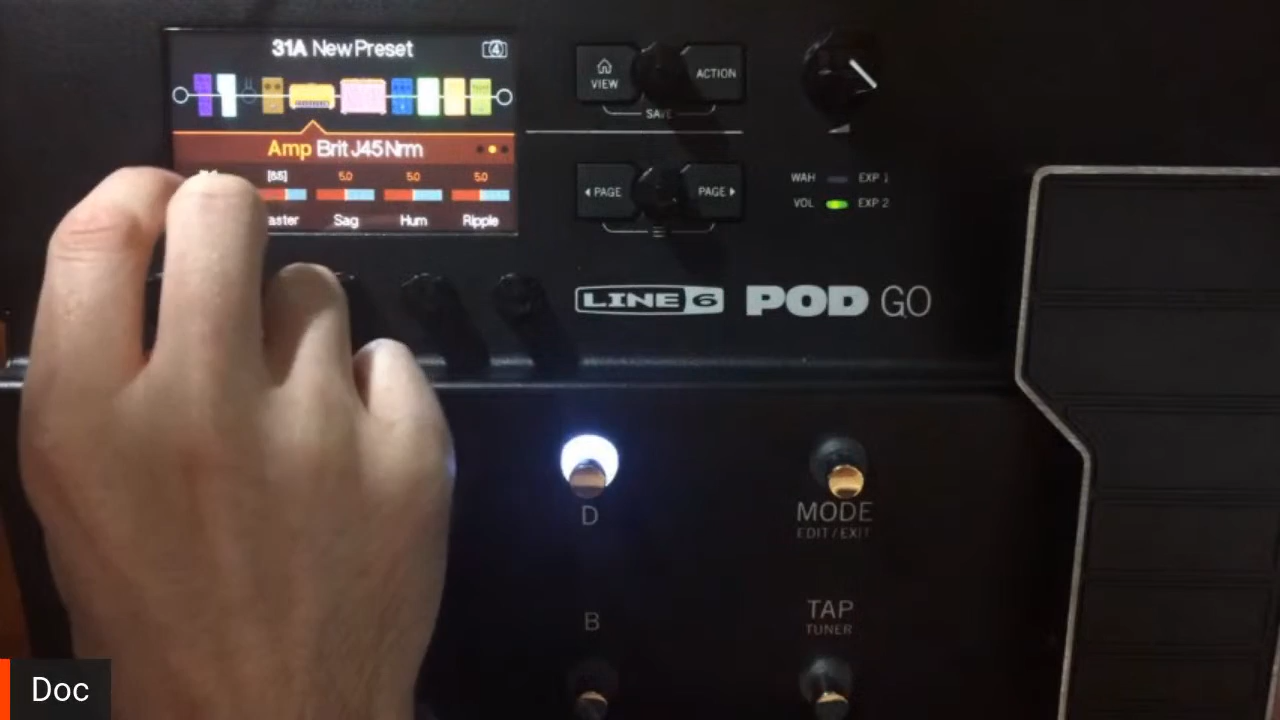 31A New Preset
4
Amp Brit J45 Nrm
5.0 5.0 5.0
Sag Hum Ripple
VIEW ACTION
SAVE
PAGE PAGE
WAH EXP 1
VOL EXP 2
LINE 6 POD GO
D
MODE
EDIT/EXIT
B
TAP
TUNER
Doc